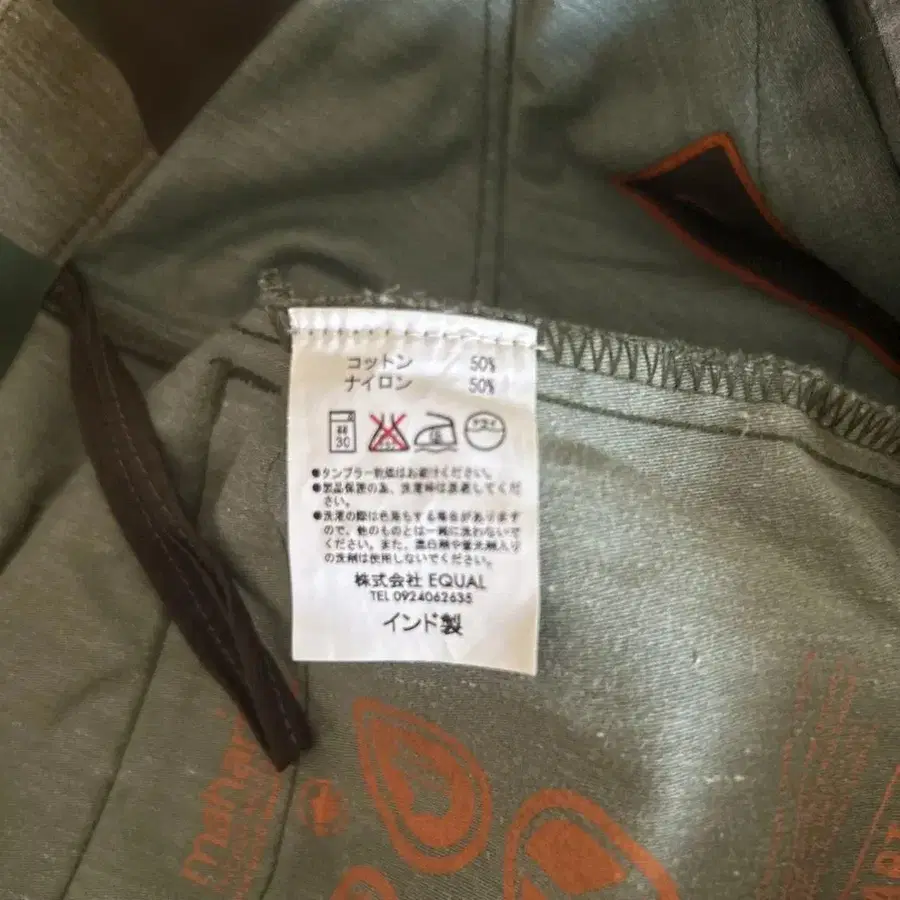 コットン 50%
ナイロン 50%
30
ドライ
●タンブラー乾燥はお避けください。
●製品保護の為、洗濯時は裏返してくだ
さい。
●洗濯の際は色落ちする場合があります
ので、他のものとは一緒に洗わないで
ください。また、漂白剤や蛍光剤入り
の洗剤は使用しないでください。
株式会社 EQUAL
TEL 0924062635
インド製